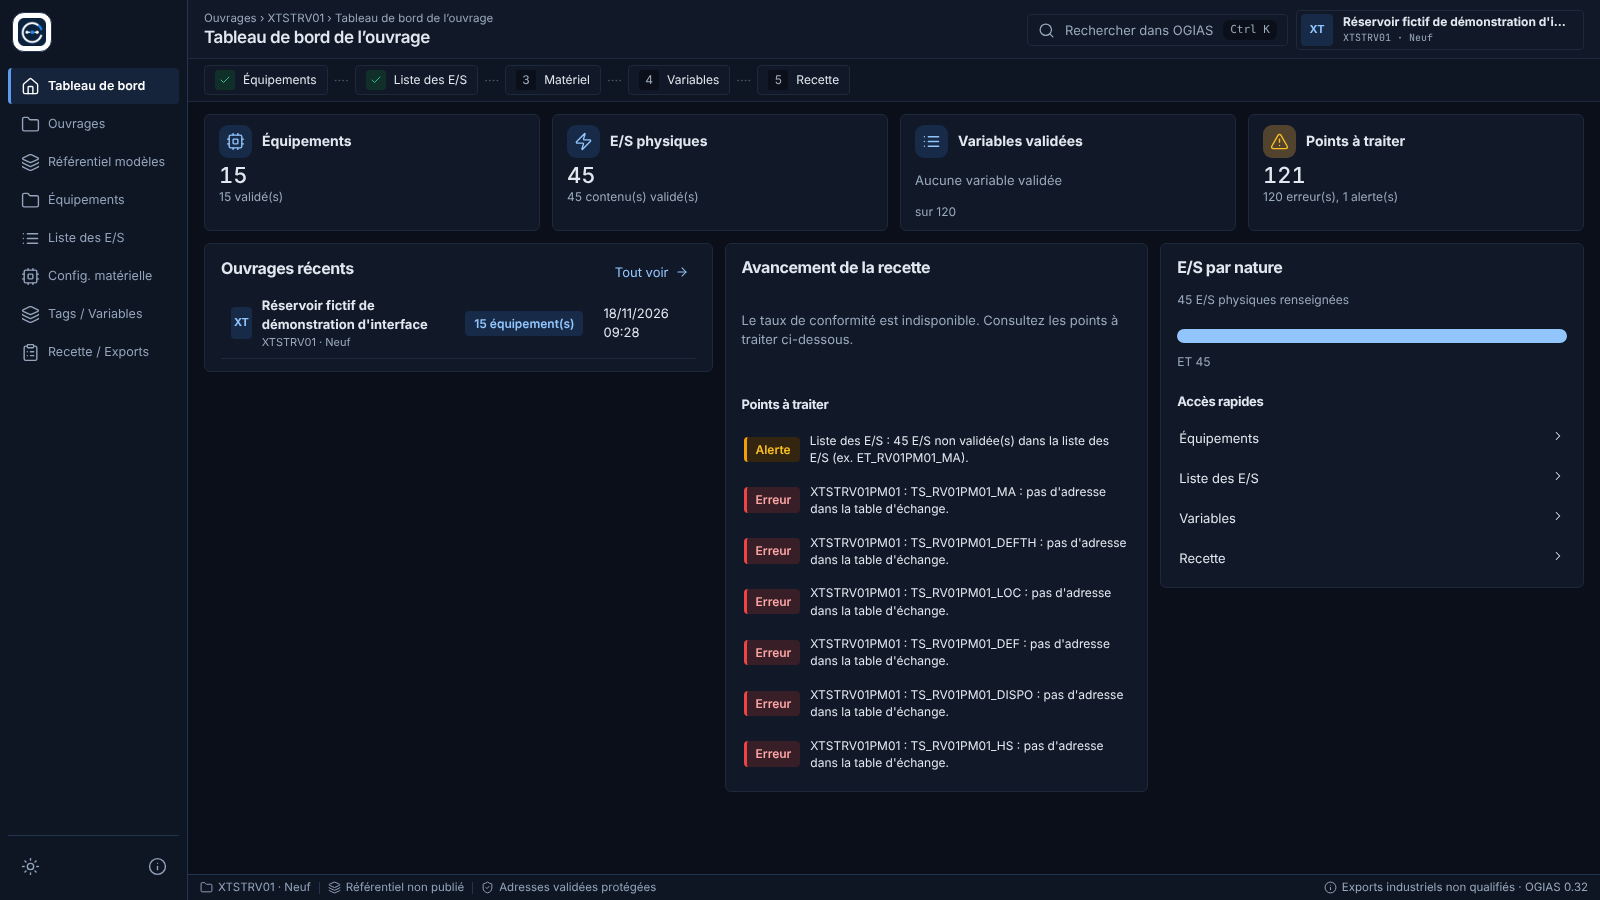 Ouvrages › XTSTRV01 › Tableau de bord de l’ouvrage
Tableau de bord de l’ouvrage
Rechercher dans OGIAS Ctrl K
XT Réservoir fictif de démonstration d'i...
XTSTRV01 · Neuf
Tableau de bord
Ouvrages
Référentiel modèles
Équipements
Liste des E/S
Config. matérielle
Tags / Variables
Recette / Exports
Équipements
Liste des E/S
3 Matériel
4 Variables
5 Recette
Équipements
15
15 validé(s)
E/S physiques
45
45 contenu(s) validé(s)
Variables validées
Aucune variable validée
sur 120
Points à traiter
121
120 erreur(s), 1 alerte(s)
Ouvrages récents
Tout voir
XT
Réservoir fictif de
démonstration d'interface
XTSTRV01 · Neuf
15 équipement(s)
18/11/2026
09:28
Avancement de la recette
Le taux de conformité est indisponible. Consultez les points à
traiter ci-dessous.
Points à traiter
Alerte
Liste des E/S : 45 E/S non validée(s) dans la liste des
E/S (ex. ET_RV01PM01_MA).
Erreur
XTSTRV01PM01 : TS_RV01PM01_MA : pas d'adresse
dans la table d'échange.
Erreur
XTSTRV01PM01 : TS_RV01PM01_DEFTH : pas d'adresse
dans la table d'échange.
Erreur
XTSTRV01PM01 : TS_RV01PM01_LOC : pas d'adresse
dans la table d'échange.
Erreur
XTSTRV01PM01 : TS_RV01PM01_DEF : pas d'adresse
dans la table d'échange.
Erreur
XTSTRV01PM01 : TS_RV01PM01_DISPO : pas d'adresse
dans la table d'échange.
Erreur
XTSTRV01PM01 : TS_RV01PM01_HS : pas d'adresse
dans la table d'échange.
E/S par nature
45 E/S physiques renseignées
ET 45
Accès rapides
Équipements
Liste des E/S
Variables
Recette
XTSTRV01 · Neuf
Référentiel non publié
Adresses validées protégées
Exports industriels non qualifiés · OGIAS 0.32